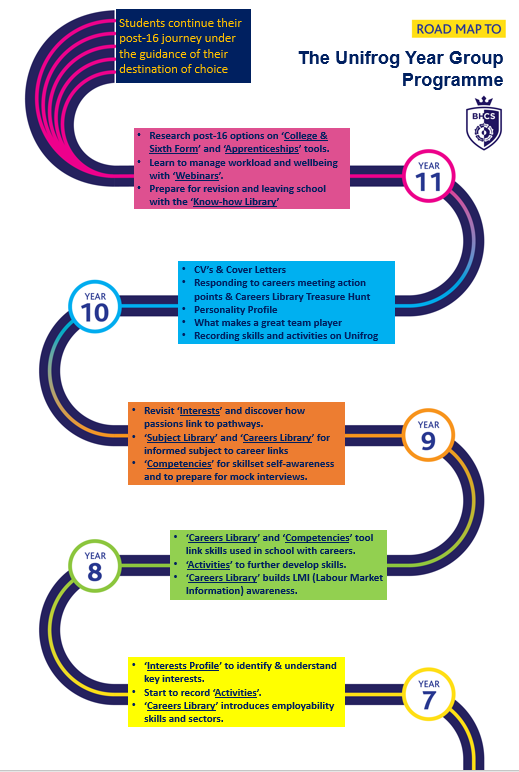 Students continue their
post-16 journey under
the guidance of their
destination of choice
ROAD MAP TO
The Unifrog Year Group
Programme
BHCS
• Research post-16 options on ‘College &
Sixth Form’ and ‘Apprenticeships’ tools.
• Learn to manage workload and wellbeing
with ‘Webinars’.
• Prepare for revision and leaving school
with the ‘Know-how Library’
YEAR
11
• CV’s & Cover Letters
• Responding to careers meeting action
points & Careers Library Treasure Hunt
• Personality Profile
• What makes a great team player
• Recording skills and activities on Unifrog
YEAR
10
• Revisit ‘Interests’ and discover how
passions link to pathways.
• ‘Subject Library’ and ‘Careers Library’ for
informed subject to career links
• ‘Competencies’ for skillset self-awareness
and to prepare for mock interviews.
YEAR
9
• ‘Careers Library’ and ‘Competencies’ tool
link skills used in school with careers.
• ‘Activities’ to further develop skills.
• ‘Careers Library’ builds LMI (Labour Market
Information) awareness.
YEAR
8
• ‘Interests Profile’ to identify & understand
key interests.
• Start to record ‘Activities’.
• ‘Careers Library’ introduces employability
skills and sectors.
YEAR
7